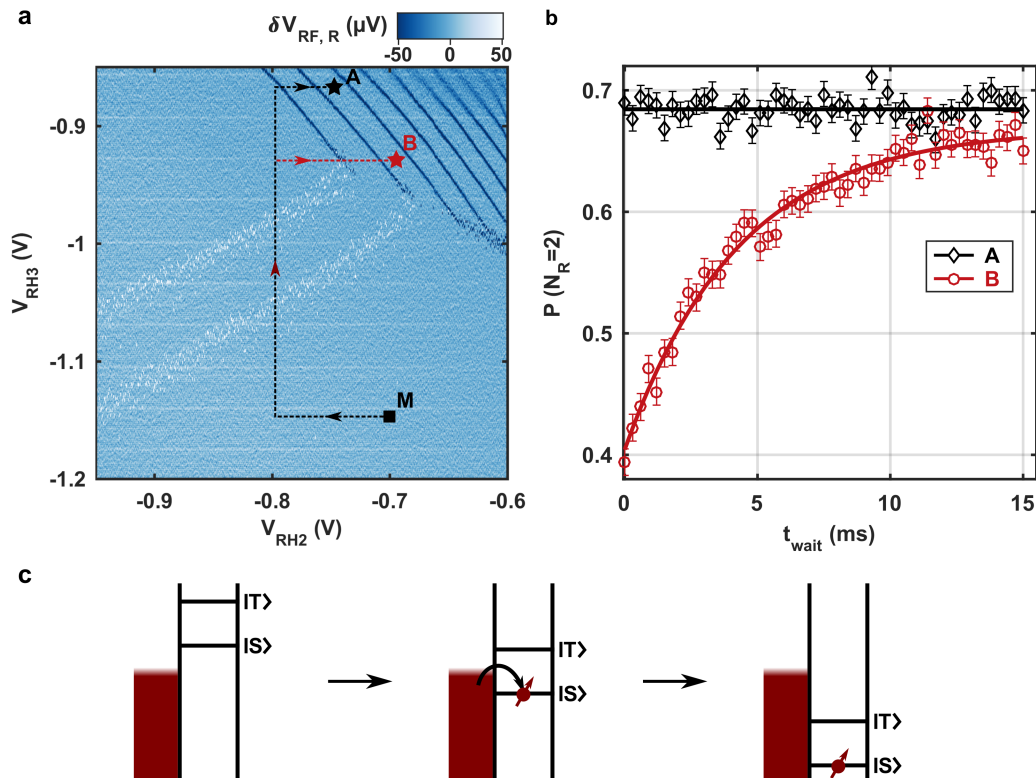 a
δV_RF, R (μV)
-50 0 50
A
B
M
-0.9
-1
-1.1
-1.2
V_RH3 (V)
-0.9 -0.8 -0.7 -0.6
V_RH2 (V)
b
0.7
0.6
0.5
0.4
P (N_R=2)
A
B
0 5 10 15
t_wait (ms)
c
|T⟩
|S⟩
|T⟩
|S⟩
|T⟩
|S⟩